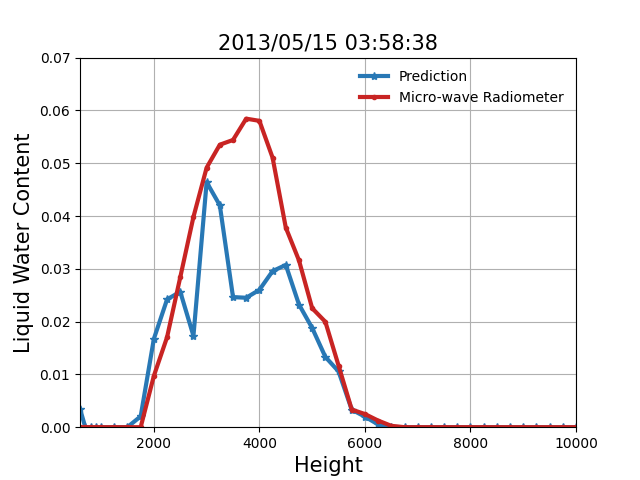 2013/05/15 03:58:38
0.07
0.06
0.05
0.04
0.03
0.02
0.01
0.00
Liquid Water Content
Prediction
Micro-wave Radiometer
2000 4000 6000 8000 10000
Height